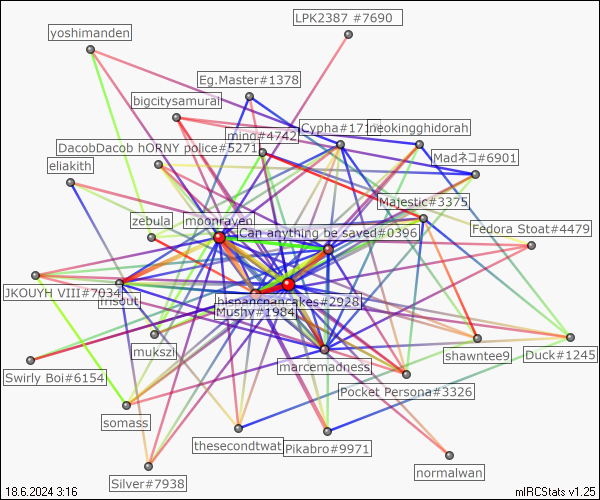 LPK2387 #7690
yoshimanden
Eg.Master#1378
bigcitysamurai
Cypha#171
neokingghidorah
ming#4742
DacobDacob hORNY police#5271
Madネコ#6901
eliakith
Majestic#3375
zebula
moonraven
Fedora Stoat#4479
Can anything be saved#0396
JKOUYH VIII#7034
msout
hispanicpancakes#2928
Mushy#1984
mukszi
shawntee9
Duck#1245
marcemadness
Swirly Boi#6154
Pocket Persona#3326
somass
thesecondtwat
Pikabro#9971
normalwan
Silver#7938
18.6.2024 3:16
mIRCStats v1.25